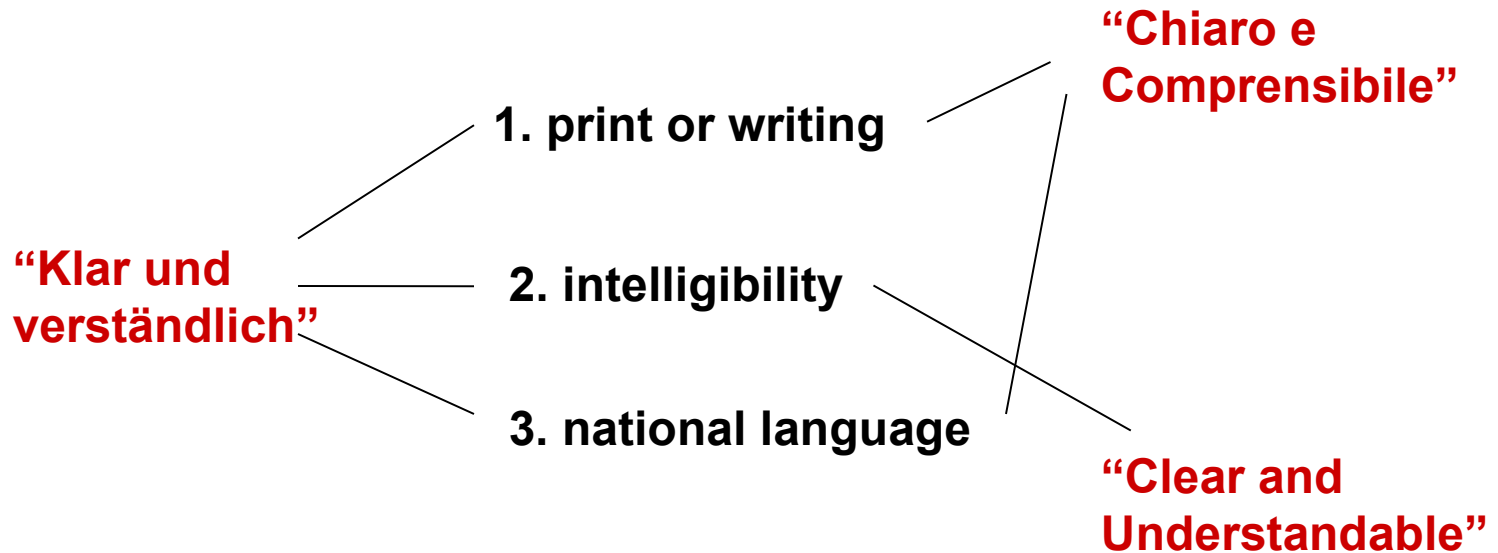 “Chiaro e
Comprensibile”
1. print or writing
“Klar und
verständlich”
2. intelligibility
3. national language
“Clear and
Understandable”